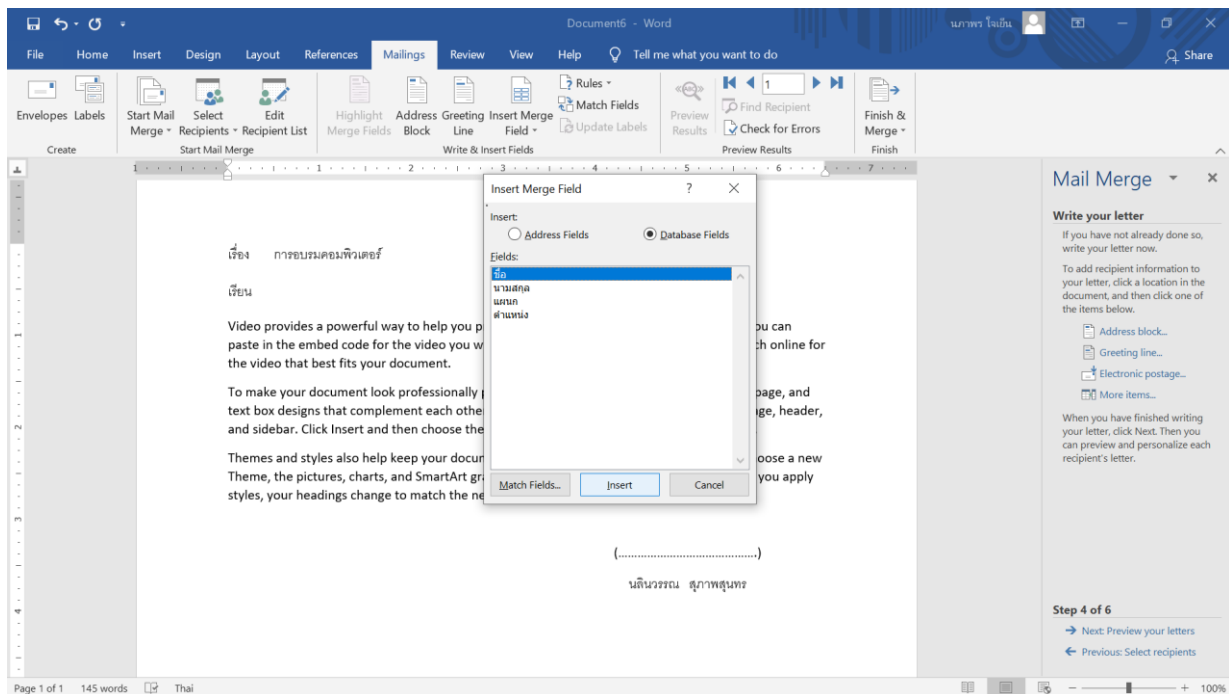 Document6 - Word
นภาพร ใจเย็น
File Home Insert Design Layout References Mailings Review View Help Tell me what you want to do Share
Envelopes Labels
Create
Start Mail Merge
Select Recipients
Edit Recipient List
Start Mail Merge
Highlight Merge Fields
Address Block
Greeting Line
Insert Merge Field
Rules
Match Fields
Update Labels
Write & Insert Fields
«ABC»
Preview Results
1
Find Recipient
Check for Errors
Preview Results
Finish & Merge
Finish
1 1 2 3 4 5 6 7
เรื่อง การอบรมคอมพิวเตอร์
เรียน
Video provides a powerful way to help you p
ou can
paste in the embed code for the video you w
ch online for
the video that best fits your document.
To make your document look professionally p
page, and
text box designs that complement each othe
ge, header,
and sidebar. Click Insert and then choose the
Themes and styles also help keep your docum
oose a new
Theme, the pictures, charts, and SmartArt gra
you apply
styles, your headings change to match the ne
(............................................)
นลินวรรณ สุภาพสุนทร
Insert Merge Field ? ×
Insert:
Address Fields Database Fields
Fields:
ชื่อ
นามสกุล
แผนก
ตำแหน่ง
Match Fields... Insert Cancel
Mail Merge
Write your letter
If you have not already done so,
write your letter now.
To add recipient information to
your letter, click a location in the
document, and then click one of
the items below.
Address block...
Greeting line...
Electronic postage...
More items...
When you have finished writing
your letter, click Next. Then you
can preview and personalize each
recipient's letter.
Step 4 of 6
Next: Preview your letters
Previous: Select recipients
Page 1 of 1 145 words Thai 100%